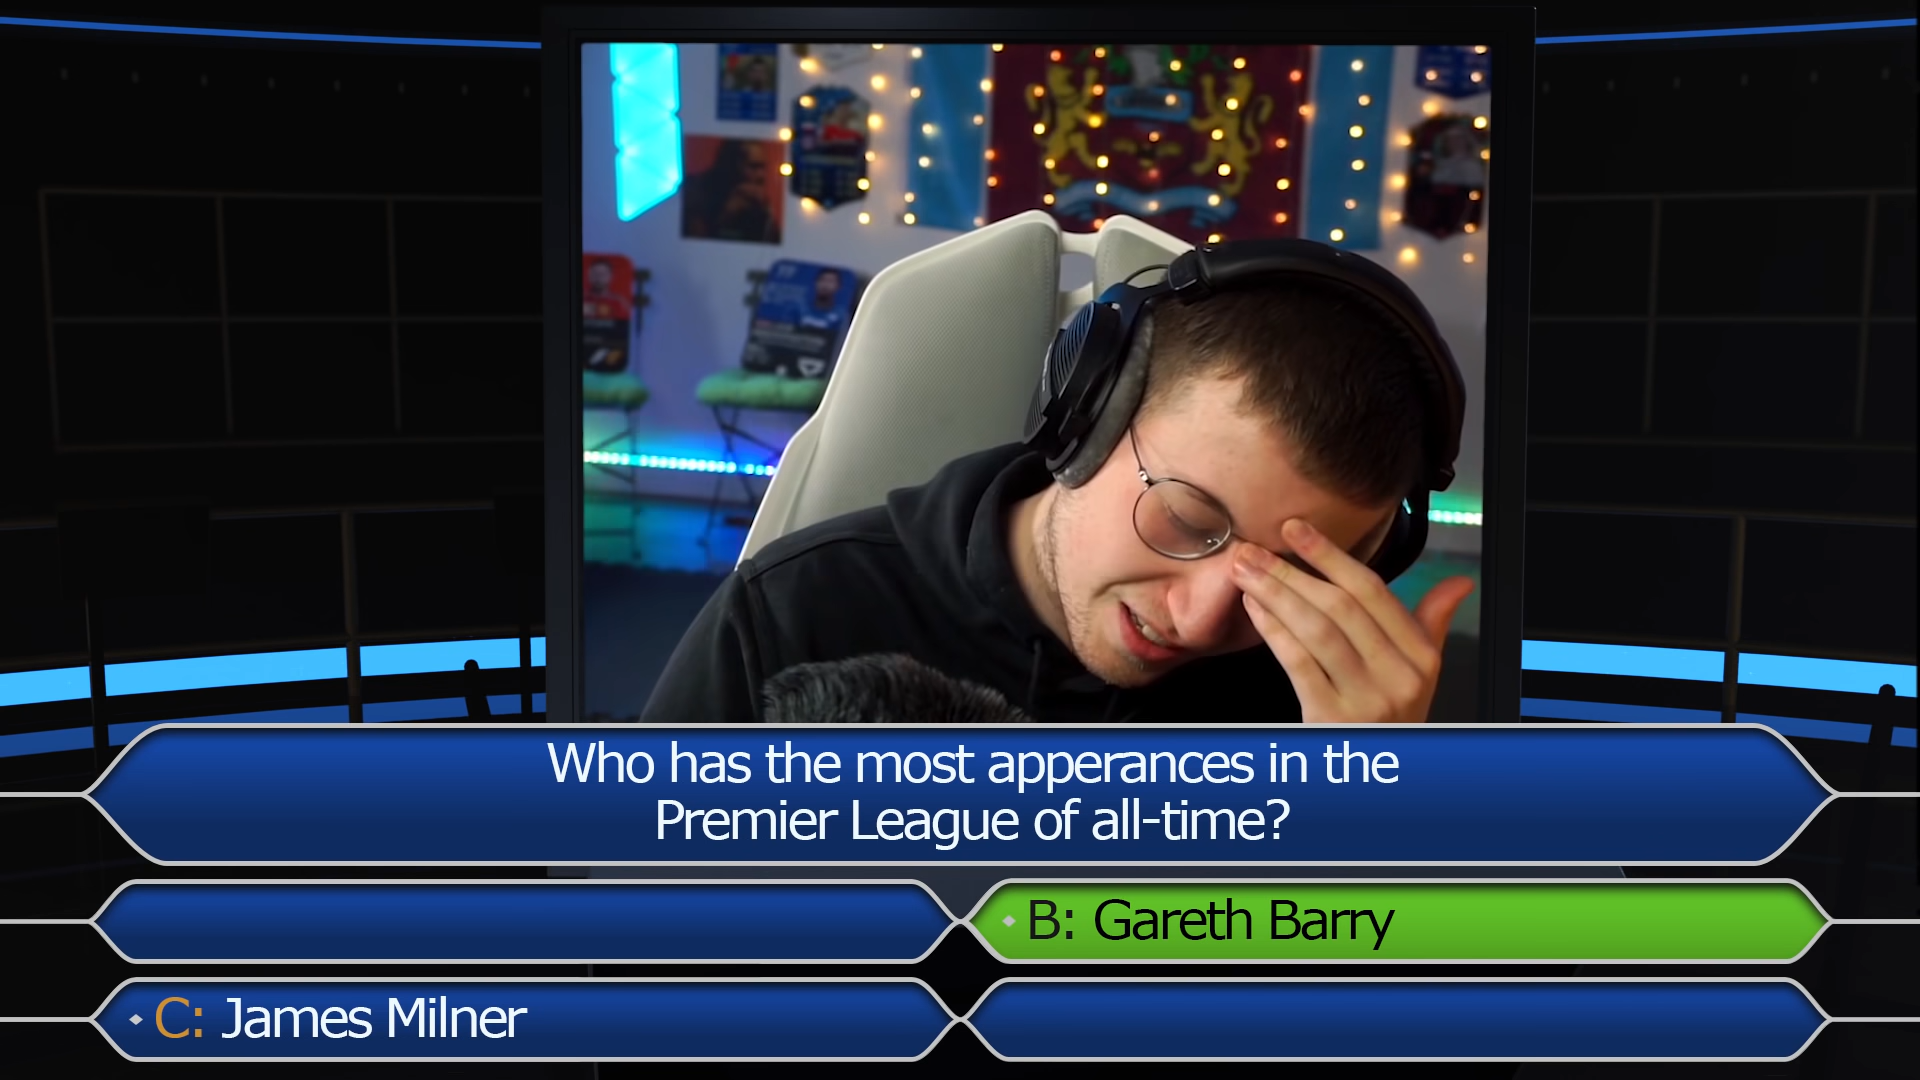 Who has the most apperances in the
Premier League of all-time?
B: Gareth Barry
C: James Milner